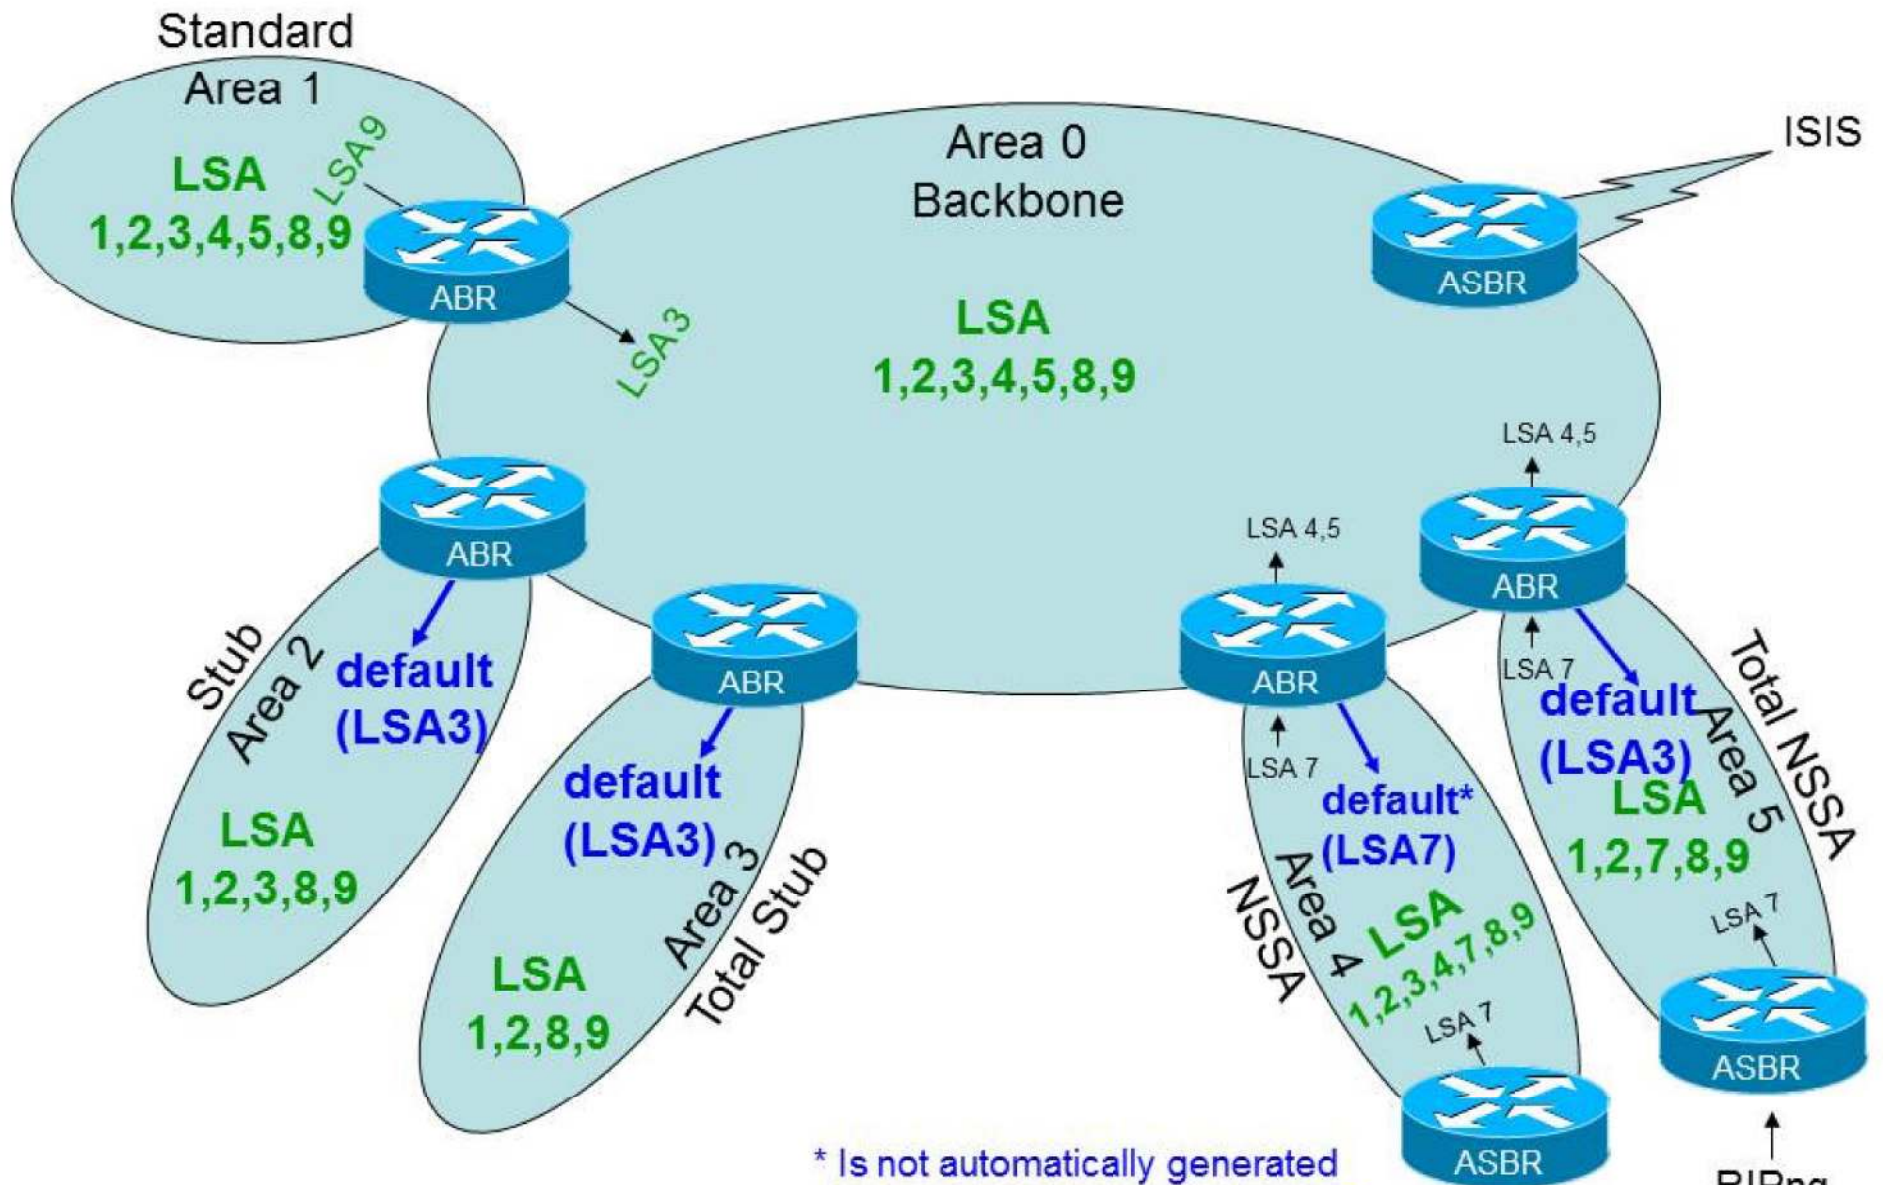 Standard
Area 1
LSA 9
LSA
1,2,3,4,5,8,9
ABR
LSA 3
Area 0
Backbone
LSA
1,2,3,4,5,8,9
ISIS
ASBR
ABR
Stub
Area 2
default
(LSA3)
LSA
1,2,3,8,9
ABR
default
(LSA3)
Area 3
Total Stub
LSA
1,2,8,9
LSA 4,5
ABR
LSA 7
default*
(LSA7)
Area 4
NSSA
LSA
1,2,3,4,7,8,9
LSA 7
ASBR
LSA 4,5
ABR
LSA 7
default
(LSA3)
Area 5
Total NSSA
LSA
1,2,7,8,9
LSA 7
ASBR
RIPng
* Is not automatically generated